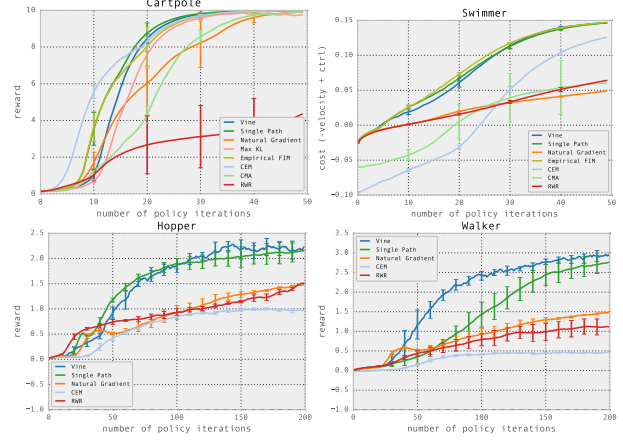 Cartpole
10
8
6
4
2
0
reward
0 10 20 30 40 50
number of policy iterations
Vine
Single Path
Natural Gradient
Max KL
Empirical FIM
CEM
CMA
RWR
Swimmer
0.15
0.10
0.05
0.00
−0.05
−0.10
cost (-velocity + ctrl)
0 10 20 30 40 50
number of policy iterations
Vine
Single Path
Natural Gradient
Empirical FIM
CEM
CMA
RWR
Hopper
2.5
2.0
1.5
1.0
0.5
0.0
−0.5
−1.0
reward
0 50 100 150 200
number of policy iterations
Vine
Single Path
Natural Gradient
CEM
RWR
Walker
3.5
3.0
2.5
2.0
1.5
1.0
0.5
0.0
−0.5
−1.0
reward
0 50 100 150 200
number of policy iterations
Vine
Single Path
Natural Gradient
CEM
RWR